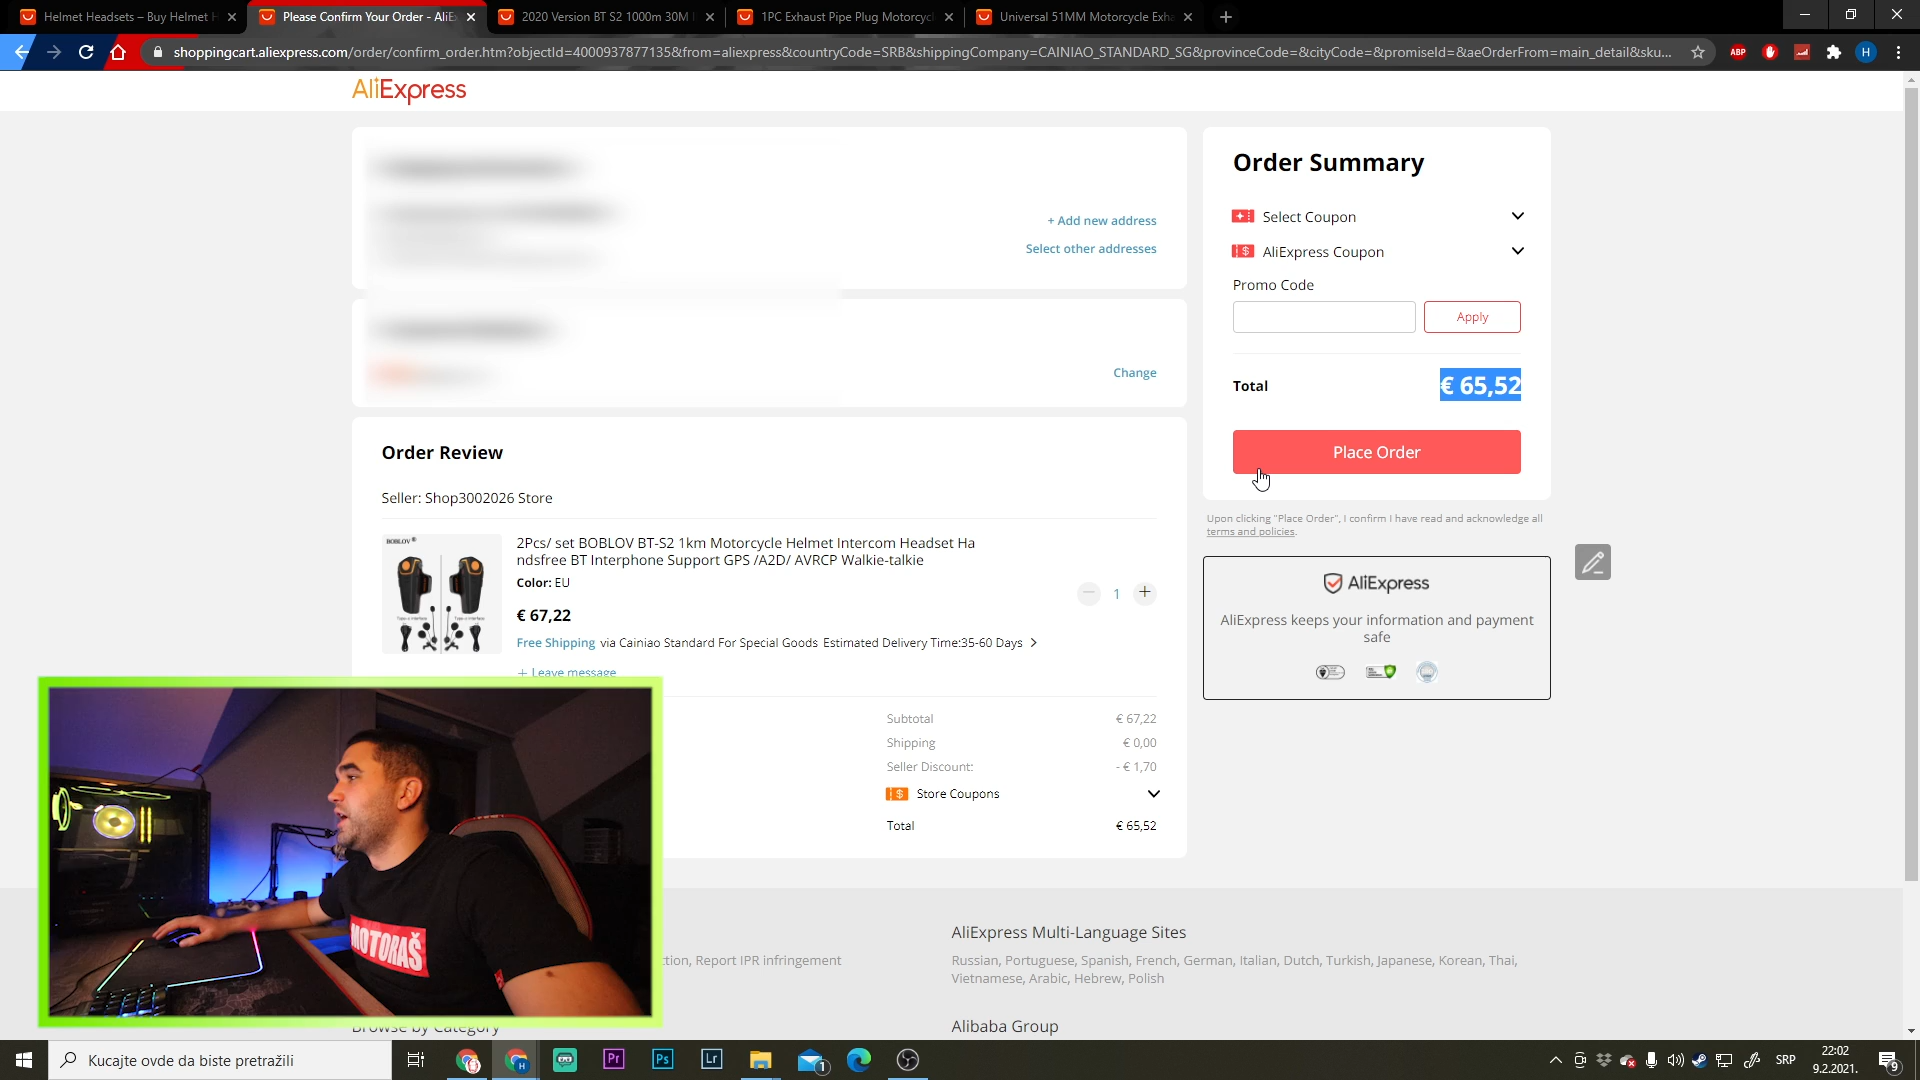 Helmet Headsets – Buy Helmet H
Please Confirm Your Order - AliE
2020 Version BT S2 1000m 30M
1PC Exhaust Pipe Plug Motorcyc
Universal 51MM Motorcycle Exha
shoppingcart.aliexpress.com/order/confirm_order.htm?objectId=4000937877135&from=aliexpress&countryCode=SRB&shippingCompany=CAINIAO_STANDARD_SG&provinceCode=&cityCode=&promiseId=&aeOrderFrom=main_detail&sku...
ABP
H
AliExpress
+ Add new address
Select other addresses
Change
Order Summary
Select Coupon
AliExpress Coupon
Promo Code
Apply
Total € 65,52
Place Order
Upon clicking "Place Order", I confirm I have read and acknowledge all
terms and policies.
AliExpress
AliExpress keeps your information and payment
safe
Order Review
Seller: Shop3002026 Store
BOBLOV
2Pcs/ set BOBLOV BT-S2 1km Motorcycle Helmet Intercom Headset Ha
ndsfree BT Interphone Support GPS /A2D/ AVRCP Walkie-talkie
Color: EU
€ 67,22
1
Free Shipping via Cainiao Standard For Special Goods Estimated Delivery Time:35-60 Days
+ Leave message
Subtotal € 67,22
Shipping € 0,00
Seller Discount: - € 1,70
Store Coupons
Total € 65,52
MOTORAŠ
ction, Report IPR infringement
Browse by Category
AliExpress Multi-Language Sites
Russian, Portuguese, Spanish, French, German, Italian, Dutch, Turkish, Japanese, Korean, Thai,
Vietnamese, Arabic, Hebrew, Polish
Alibaba Group
Kucajte ovde da biste pretražili
H
Pr
Ps
Lr
1
SRP
22:02
9.2.2021.
9